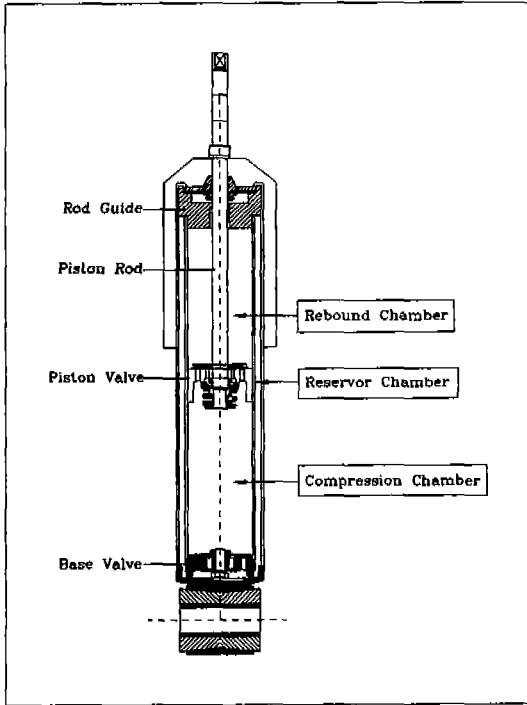 Rod Guide
Piston Rod
Rebound Chamber
Piston Valve
Reservor Chamber
Compression Chamber
Base Valve